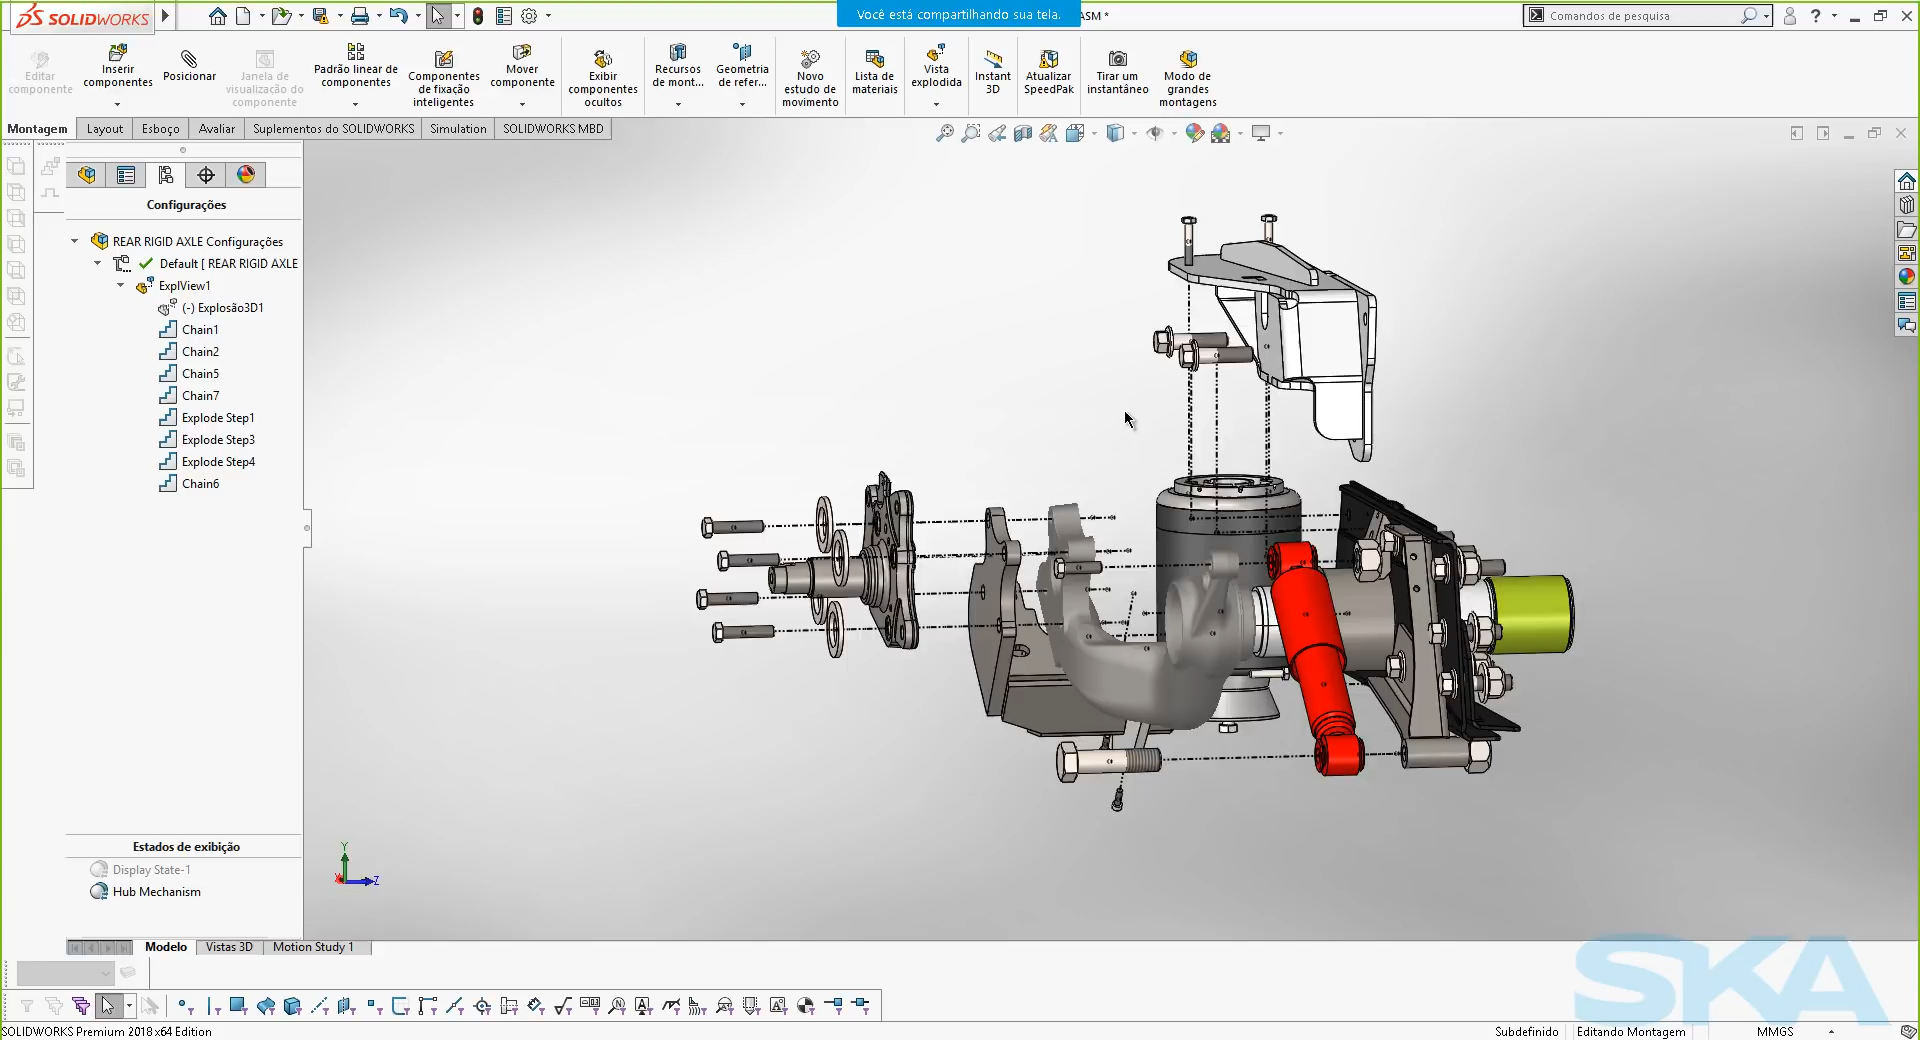 SOLIDWORKS
Você está compartilhando sua tela.
ASM *
Comandos de pesquisa
Editar
componente
Inserir
componentes
Posicionar
Janela de
visualização do
componente
Padrão linear de
componentes
Componentes
de fixação
inteligentes
Mover
componente
Exibir
componentes
ocultos
Recursos
de mont...
Geometria
de refer...
Novo
estudo de
movimento
Lista de
materiais
Vista
explodida
Instant
3D
Atualizar
SpeedPak
Tirar um
instantâneo
Modo de
grandes
montagens
Montagem
Layout
Esboço
Avaliar
Suplementos do SOLIDWORKS
Simulation
SOLIDWORKS MBD
Configurações
REAR RIGID AXLE Configurações
Default [ REAR RIGID AXLE
ExplView1
(-) Explosão3D1
Chain1
Chain2
Chain5
Chain7
Explode Step1
Explode Step3
Explode Step4
Chain6
Estados de exibição
Display State-1
Hub Mechanism
Y
X
Z
Modelo
Vistas 3D
Motion Study 1
SKA
SOLIDWORKS Premium 2018 x64 Edition
Subdefinido
Editando Montagem
MMGS